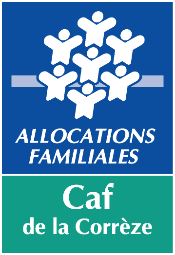 ALLOCATIONS
FAMILIALES
Caf
de la Corrèze